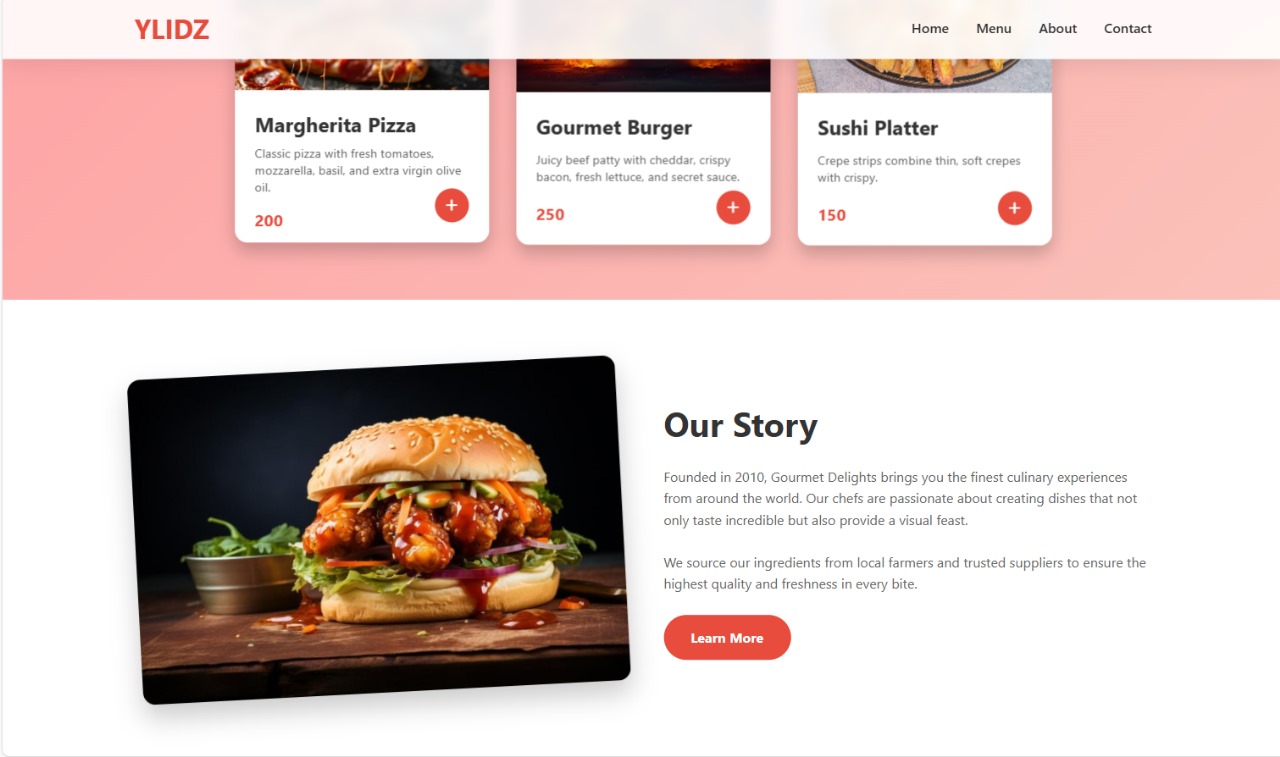 YLIDZ
Home Menu About Contact
Margherita Pizza
Classic pizza with fresh tomatoes,
mozzarella, basil, and extra virgin olive
oil.
200
+
Gourmet Burger
Juicy beef patty with cheddar, crispy
bacon, fresh lettuce, and secret sauce.
250
+
Sushi Platter
Crepe strips combine thin, soft crepes
with crispy.
150
+
Our Story
Founded in 2010, Gourmet Delights brings you the finest culinary experiences
from around the world. Our chefs are passionate about creating dishes that not
only taste incredible but also provide a visual feast.
We source our ingredients from local farmers and trusted suppliers to ensure the
highest quality and freshness in every bite.
Learn More